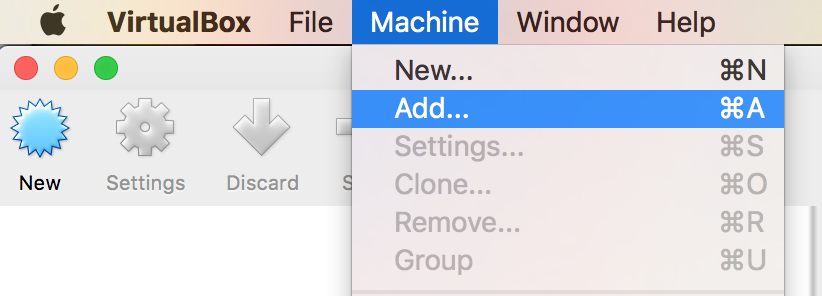 VirtualBox File Machine Window Help
New... ⌘N
Add... ⌘A
Settings... ⌘S
Clone... ⌘O
Remove... ⌘R
Group ⌘U
New Settings Discard S